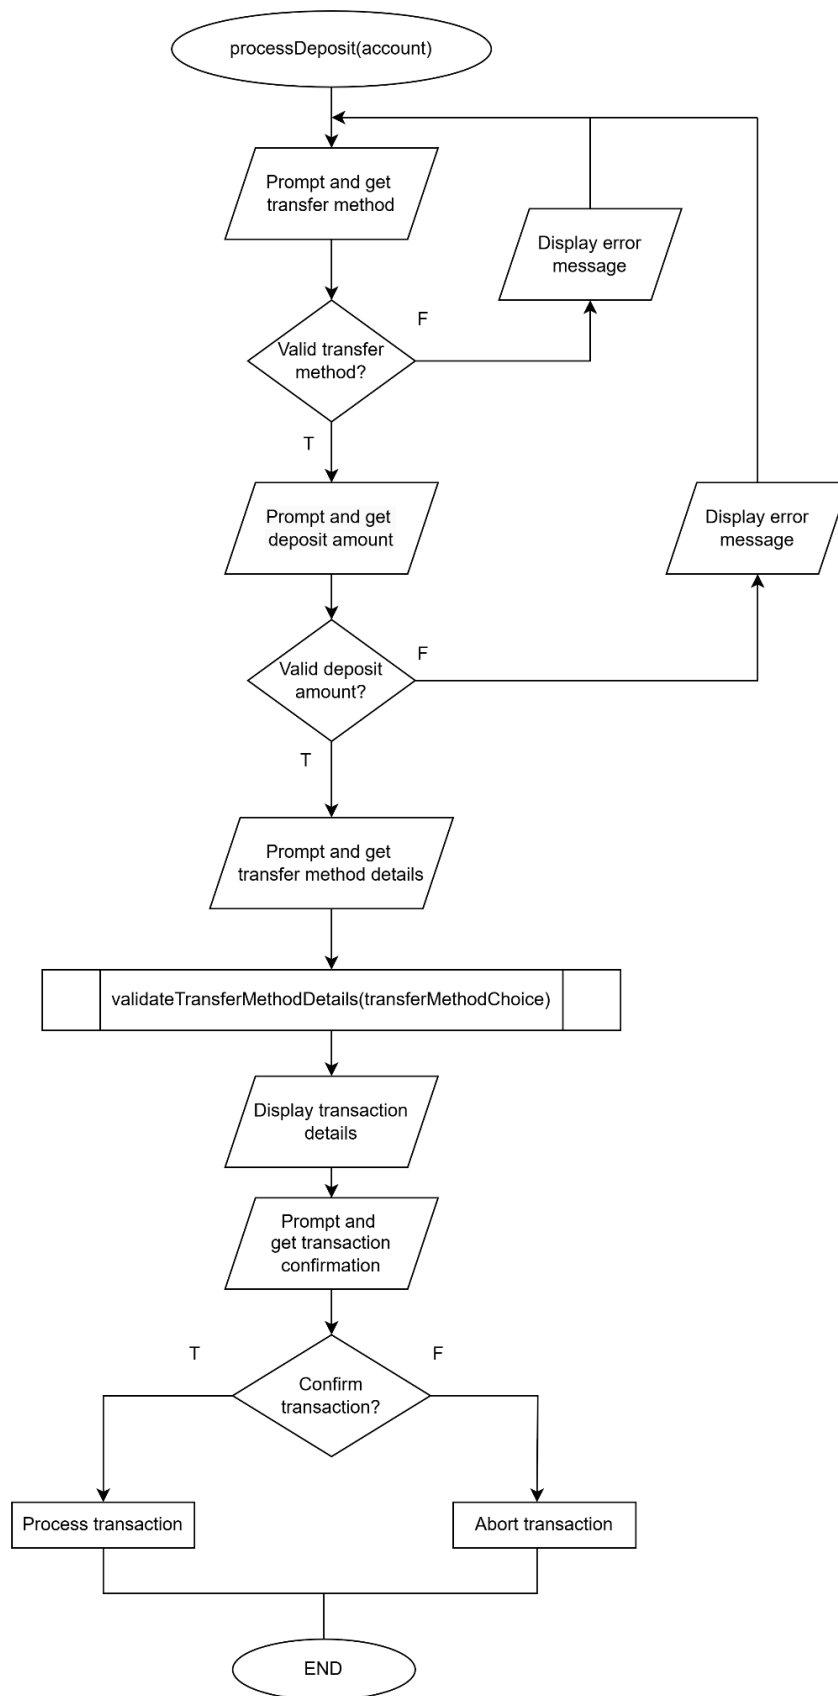 processDeposit(account)
Prompt and get
transfer method
Display error
message
F
Valid transfer
method?
T
Prompt and get
deposit amount
Display error
message
F
Valid deposit
amount?
T
Prompt and get
transfer method details
validateTransferMethodDetails(transferMethodChoice)
Display transaction
details
Prompt and
get transaction
confirmation
T
F
Confirm
transaction?
Process transaction
Abort transaction
END